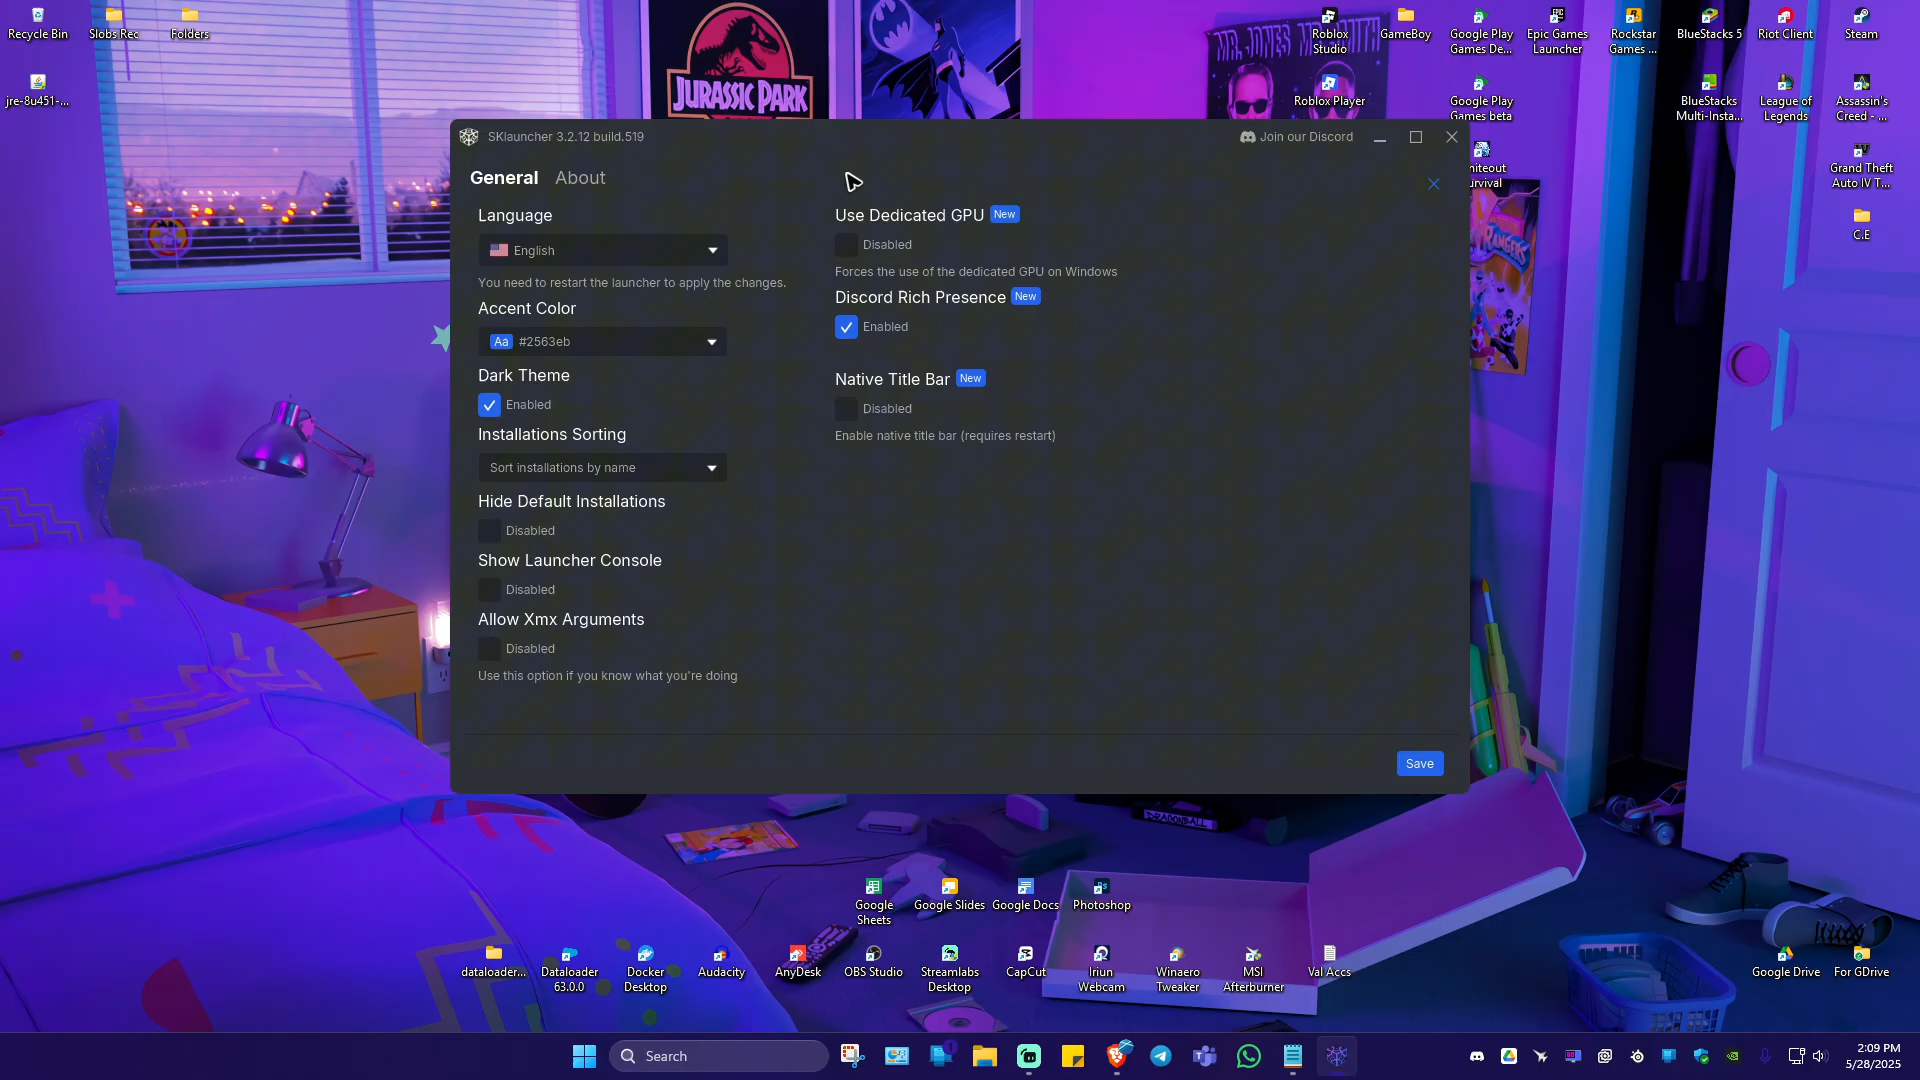 Recycle Bin
Slobs Rec
Folders
jre-8u451-...
JURASSIC PARK
Roblox
Studio
GameBoy
Google Play
Games De...
Epic Games
Launcher
Rockstar
Games ...
BlueStacks 5
Riot Client
Steam
Roblox Player
Google Play
Games beta
BlueStacks
Multi-Insta...
League of
Legends
Assassin's
Creed - ...
Grand Theft
Auto IV T...
C.E
SKlauncher 3.2.12 build.519
Join our Discord
General
About
Language
English
You need to restart the launcher to apply the changes.
Accent Color
Aa #2563eb
Dark Theme
Enabled
Installations Sorting
Sort installations by name
Hide Default Installations
Disabled
Show Launcher Console
Disabled
Allow Xmx Arguments
Disabled
Use this option if you know what you're doing
Use Dedicated GPU New
Disabled
Forces the use of the dedicated GPU on Windows
Discord Rich Presence New
Enabled
Native Title Bar New
Disabled
Enable native title bar (requires restart)
Save
DRAGONBALL
Google
Sheets
Google Slides
Google Docs
Photoshop
dataloader...
Dataloader
63.0.0
Docker
Desktop
Audacity
AnyDesk
OBS Studio
Streamlabs
Desktop
CapCut
Iriun
Webcam
Winaero
Tweaker
MSI
Afterburner
Val Accs
Google Drive
For GDrive
Search
2:09 PM
5/28/2025